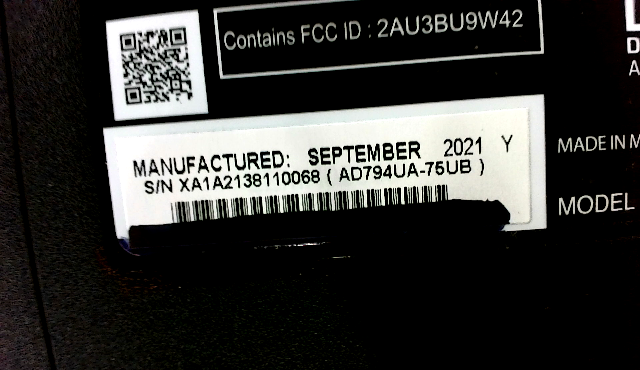 Contains FCC ID : 2AU3BU9W42
MANUFACTURED: SEPTEMBER 2021 Y
S/N XA1A2138110068 ( AD794UA-75UB )
MADE IN M
MODEL